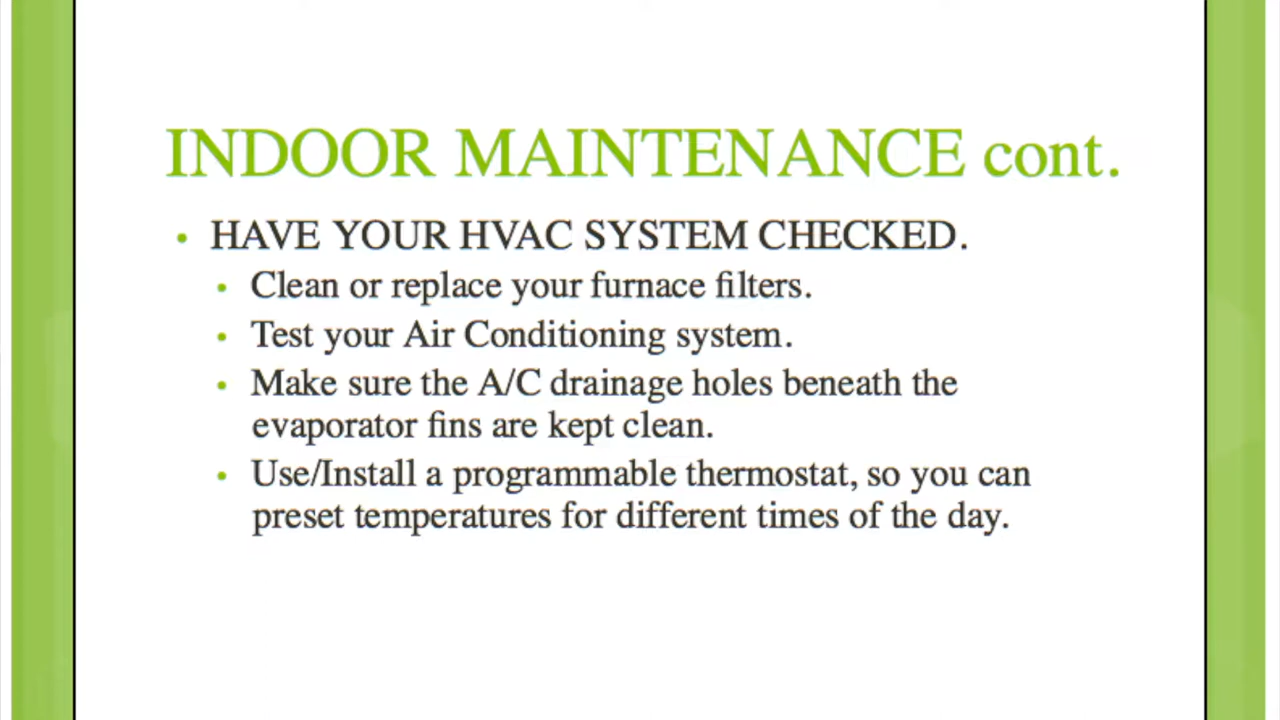 INDOOR MAINTENANCE cont.
• HAVE YOUR HVAC SYSTEM CHECKED.
• Clean or replace your furnace filters.
• Test your Air Conditioning system.
• Make sure the A/C drainage holes beneath the
evaporator fins are kept clean.
• Use/Install a programmable thermostat, so you can
preset temperatures for different times of the day.